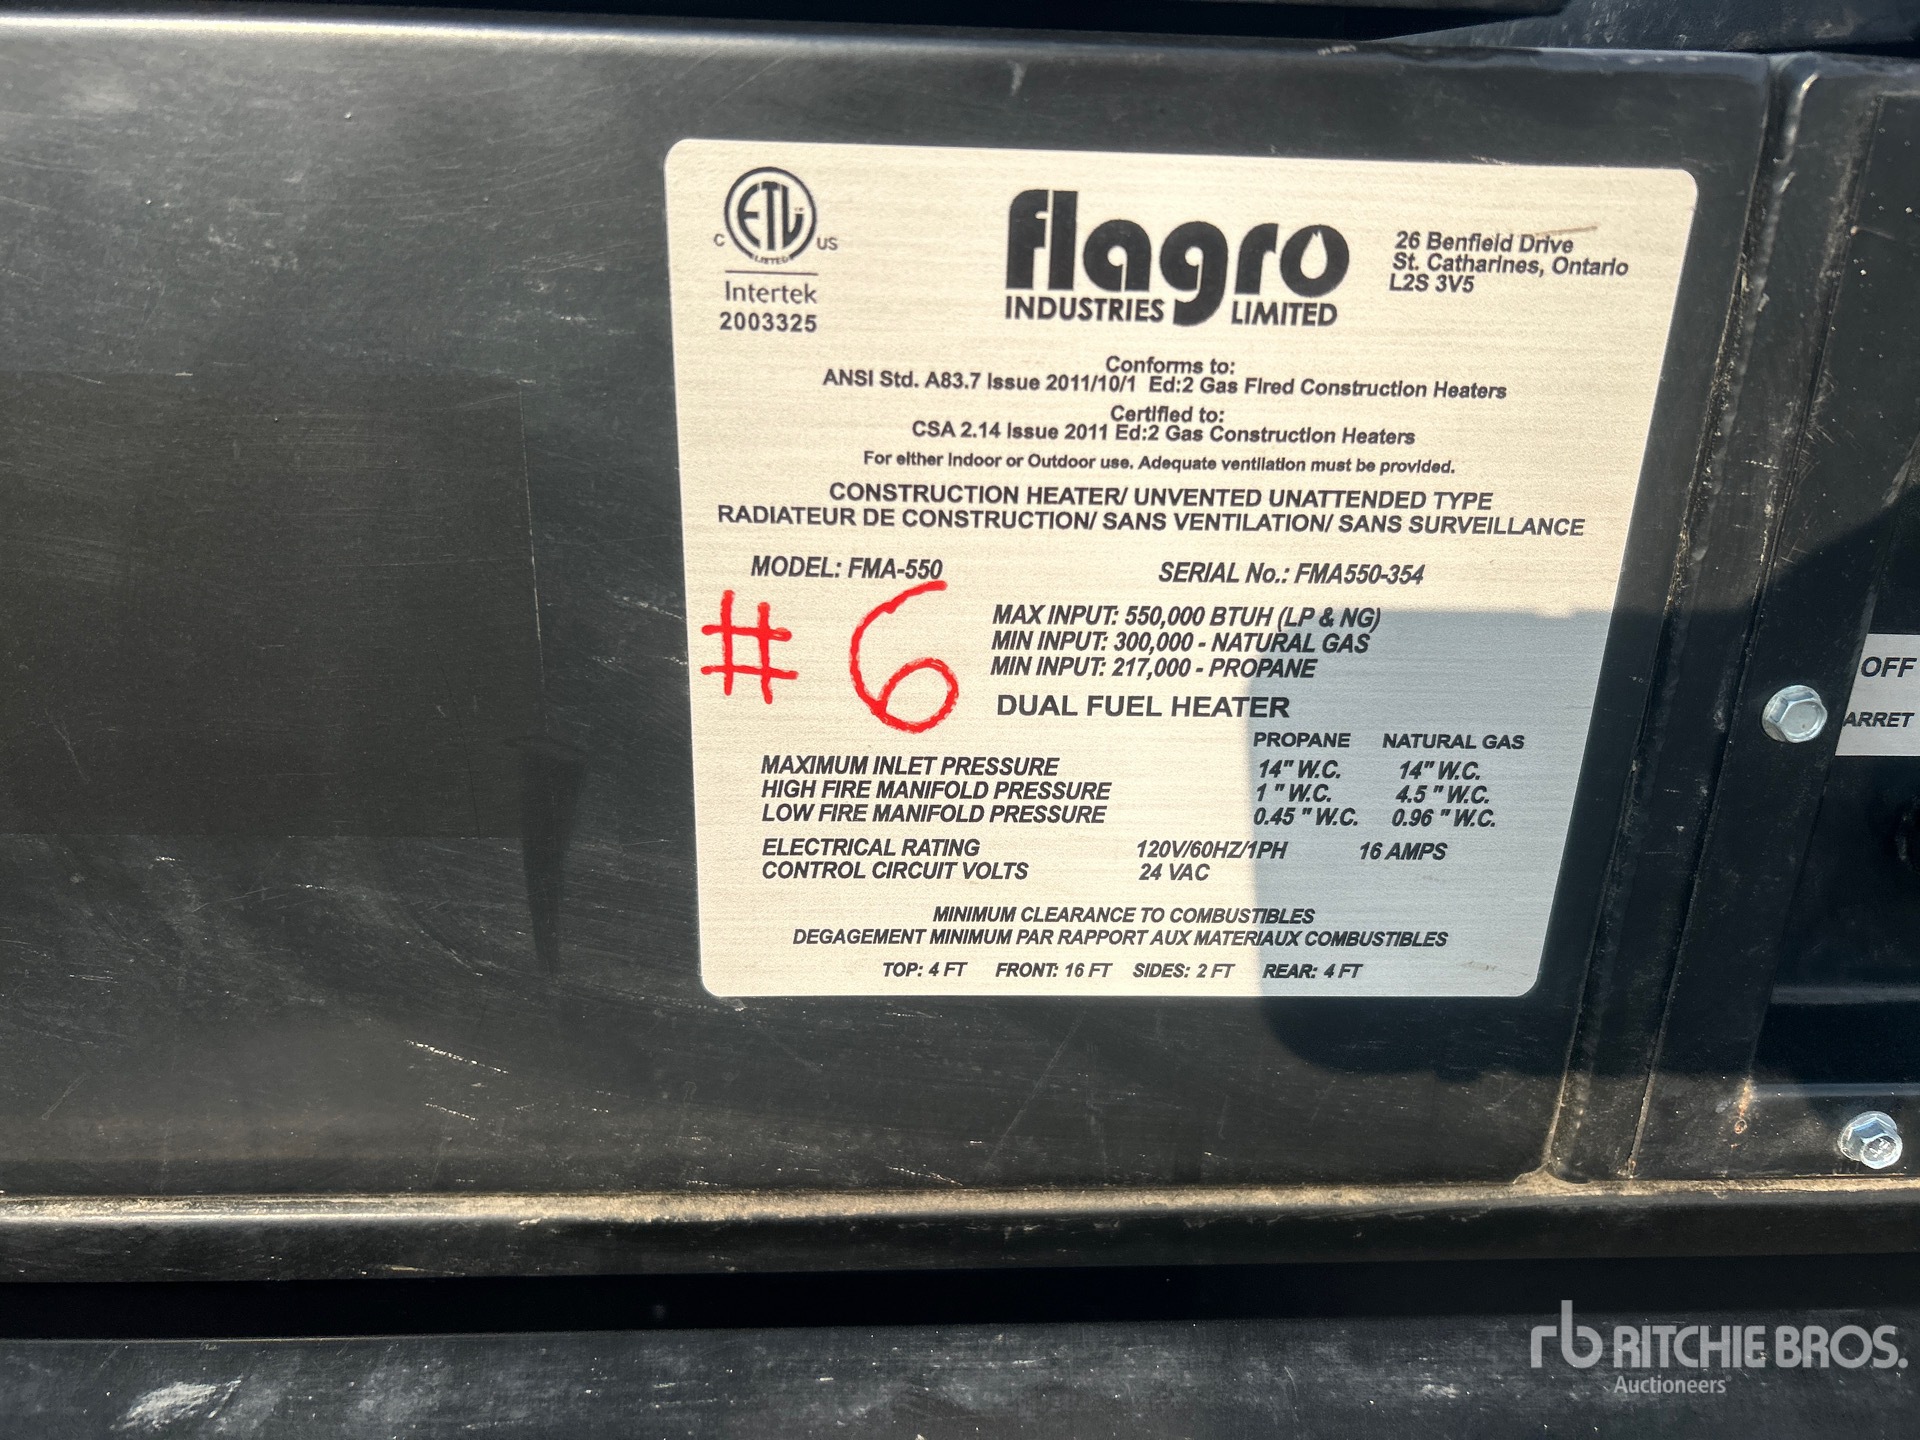 ETL
LISTED
C US
Intertek
2003325
flagro
INDUSTRIES LIMITED
26 Benfield Drive
St. Catharines, Ontario
L2S 3V5
Conforms to:
ANSI Std. A83.7 Issue 2011/10/1 Ed:2 Gas Fired Construction Heaters
Certified to:
CSA 2.14 Issue 2011 Ed:2 Gas Construction Heaters
For either Indoor or Outdoor use. Adequate ventilation must be provided.
CONSTRUCTION HEATER/ UNVENTED UNATTENDED TYPE
RADIATEUR DE CONSTRUCTION/ SANS VENTILATION/ SANS SURVEILLANCE
MODEL: FMA-550 SERIAL No.: FMA550-354
# 6
MAX INPUT: 550,000 BTUH (LP & NG)
MIN INPUT: 300,000 - NATURAL GAS
MIN INPUT: 217,000 - PROPANE
DUAL FUEL HEATER
PROPANE NATURAL GAS
MAXIMUM INLET PRESSURE 14" W.C. 14" W.C.
HIGH FIRE MANIFOLD PRESSURE 1 " W.C. 4.5 " W.C.
LOW FIRE MANIFOLD PRESSURE 0.45 " W.C. 0.96 " W.C.
ELECTRICAL RATING 120V/60HZ/1PH 16 AMPS
CONTROL CIRCUIT VOLTS 24 VAC
MINIMUM CLEARANCE TO COMBUSTIBLES
DEGAGEMENT MINIMUM PAR RAPPORT AUX MATERIAUX COMBUSTIBLES
TOP: 4 FT FRONT: 16 FT SIDES: 2 FT REAR: 4 FT
OFF
ARRET
rb RITCHIE BROS.
Auctioneers